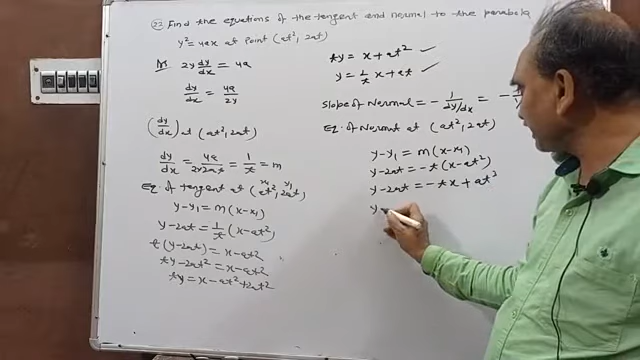 22 Find the equations of the tangent and normal to the parabola
y² = 4ax at point (at², 2at)
2y dy/dx = 4a
dy/dx = 4a/2y
(dy/dx) at (at², 2at)
dy/dx = 4a/2×2at = 1/t = m
Eq. of tangent at (at², 2at)
x₁ y₁
y-y₁ = m(x-x₁)
y-2at = 1/t (x-at²)
t(y-2at) = x-at²
ty-2at² = x-at²
ty = x-at²+2at²
ty = x+at²
y = 1/t x+at
Slope of Normal = - 1/dy/dx = - 1/
Eq. of Normal at (at², 2at)
y-y₁ = m(x-x₁)
y-2at = -t(x-at²)
y-2at = -tx+at³
y